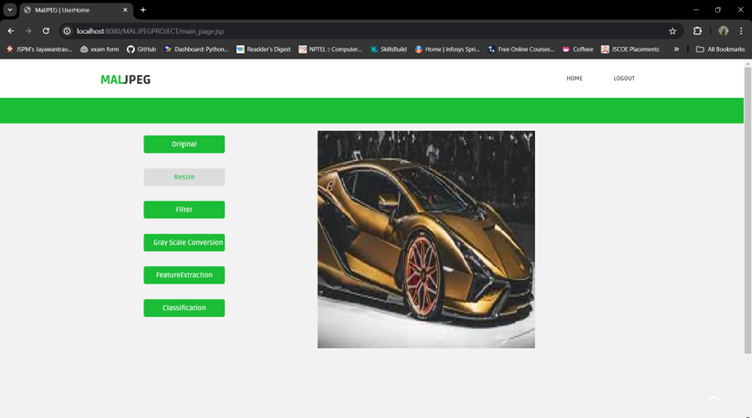 MalJPEG | UserHome
localhost:8080/MALJPEGPROJECT/main_page.jsp
JSPM's Jayawantrao... exam form GitHub Dashboard: Python... Readder's Digest NPTEL :: Computer... SkillsBuild Home | Infosys Spri... Free Online Courses... Coffeee JSCOE Placements » All Bookmarks
MALJPEG HOME LOGOUT
Original
Resize
Filter
Gray Scale Conversion
FeatureExtraction
Classification